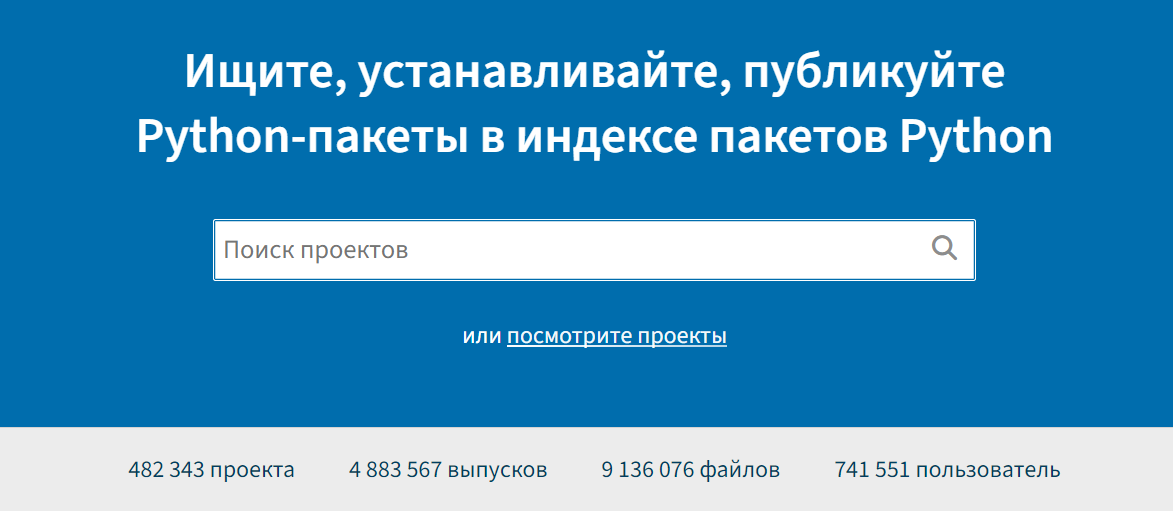 Ищите, устанавливайте, публикуйте
Python-пакеты в индексе пакетов Python
Поиск проектов
или посмотрите проекты
482 343 проекта 4 883 567 выпусков 9 136 076 файлов 741 551 пользователь